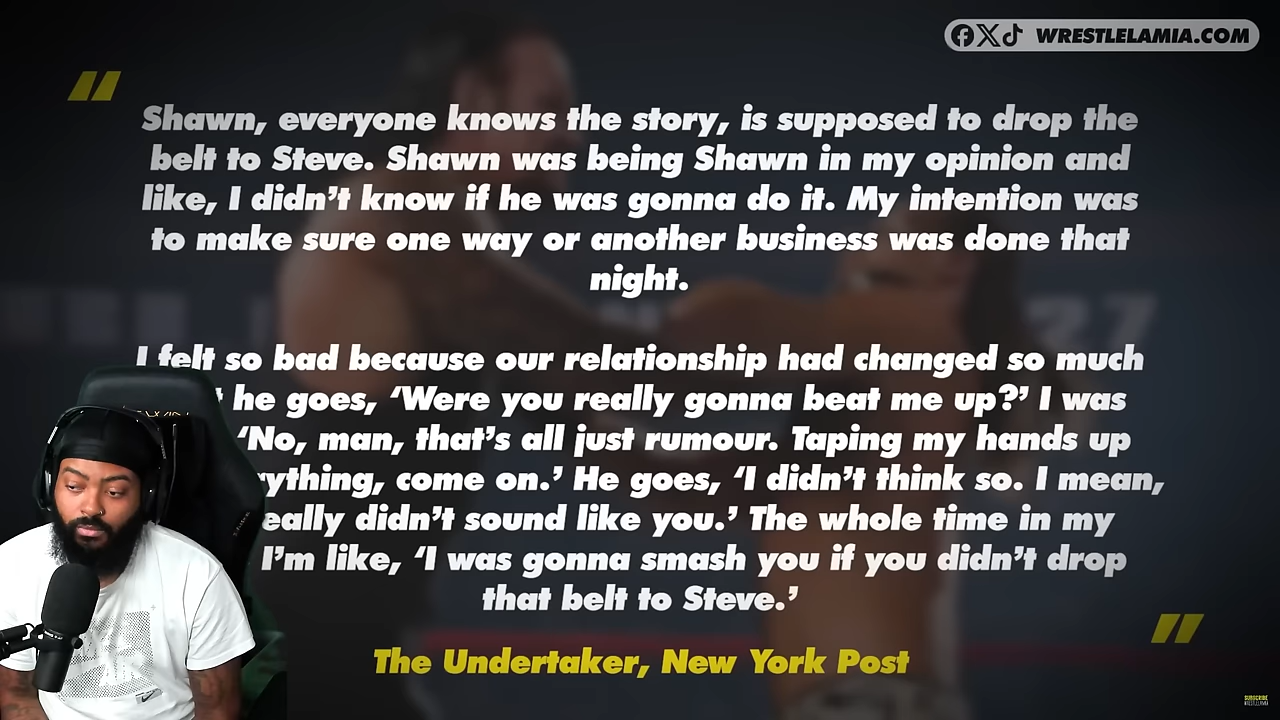 WRESTLELAMIA.COM
"
Shawn, everyone knows the story, is supposed to drop the
belt to Steve. Shawn was being Shawn in my opinion and
like, I didn't know if he was gonna do it. My intention was
to make sure one way or another business was done that
night.
I felt so bad because our relationship had changed so much
he goes, 'Were you really gonna beat me up?' I was
'No, man, that's all just rumour. Taping my hands up
rything, come on.' He goes, 'I didn't think so. I mean,
eally didn't sound like you.' The whole time in my
I'm like, 'I was gonna smash you if you didn't drop
that belt to Steve.'
"
The Undertaker, New York Post
SUBSCRIBE
WRESTLELAMIA